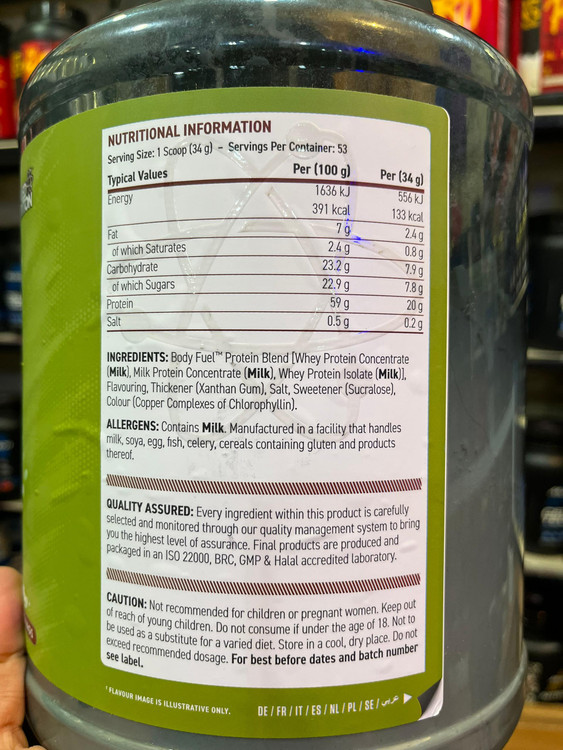 NUTRITIONAL INFORMATION
Serving Size: 1 Scoop (34 g) – Servings Per Container: 53
Typical Values Per (100 g) Per (34 g)
Energy 1636 kJ 556 kJ
391 kcal 133 kcal
Fat 7 g 2.4 g
of which Saturates 2.4 g 0.8 g
Carbohydrate 23.2 g 7.9 g
of which Sugars 22.9 g 7.8 g
Protein 59 g 20 g
Salt 0.5 g 0.2 g
INGREDIENTS: Body Fuel™ Protein Blend [Whey Protein Concentrate
(Milk), Milk Protein Concentrate (Milk), Whey Protein Isolate (Milk)],
Flavouring, Thickener (Xanthan Gum), Salt, Sweetener (Sucralose),
Colour (Copper Complexes of Chlorophyllin).
ALLERGENS: Contains Milk. Manufactured in a facility that handles
milk, soya, egg, fish, celery, cereals containing gluten and products
thereof.
QUALITY ASSURED: Every ingredient within this product is carefully
selected and monitored through our quality management system to bring
you the highest level of assurance. Final products are produced and
packaged in an ISO 22000, BRC, GMP & Halal accredited laboratory.
CAUTION: Not recommended for children or pregnant women. Keep out
of reach of young children. Do not consume if under the age of 18. Not to
be used as a substitute for a varied diet. Store in a cool, dry place. Do not
exceed recommended dosage. For best before dates and batch number
see label.
* FLAVOUR IMAGE IS ILLUSTRATIVE ONLY.
DE / FR / IT / ES / NL / PL / SE / عربي